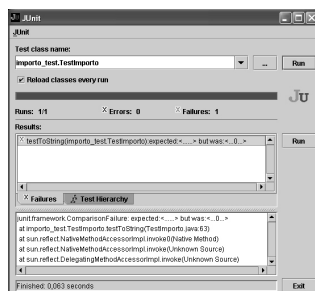 JUnit
JUnit
Test class name:
importo_test.TestImporto
...
Run
Reload classes every run
JU
Runs: 1/1
X Errors: 0
X Failures: 1
Results:
X testToString(importo_test.TestImporto):expected:<.....> but was:<...0...>
Run
X Failures
Test Hierarchy
junit.framework.ComparisonFailure: expected:<.....> but was:<...0...>
at importo_test.TestImporto.testToString(TestImporto.java:63)
at sun.reflect.NativeMethodAccessorImpl.invoke0(Native Method)
at sun.reflect.NativeMethodAccessorImpl.invoke(Unknown Source)
at sun.reflect.DelegatingMethodAccessorImpl.invoke(Unknown Source)
Finished: 0,063 seconds
Exit